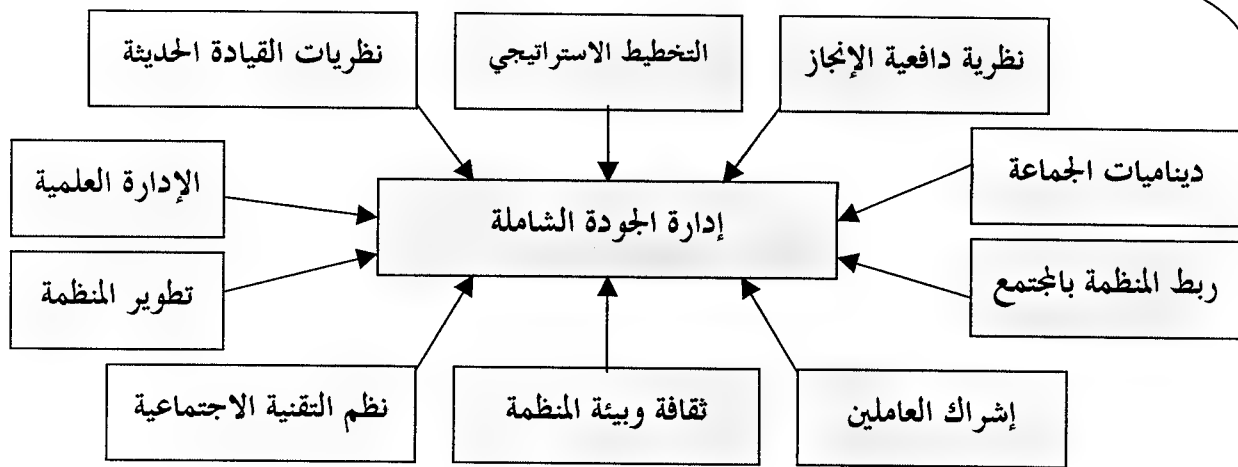 نظرية دافعية الإنجاز
التخطيط الاستراتيجي
نظريات القيادة الحديثة
ديناميات الجماعة
الإدارة العلمية
إدارة الجودة الشاملة
ربط المنظمة بالمجتمع
تطوير المنظمة
إشراك العاملين
ثقافة وبيئة المنظمة
نظم التقنية الاجتماعية